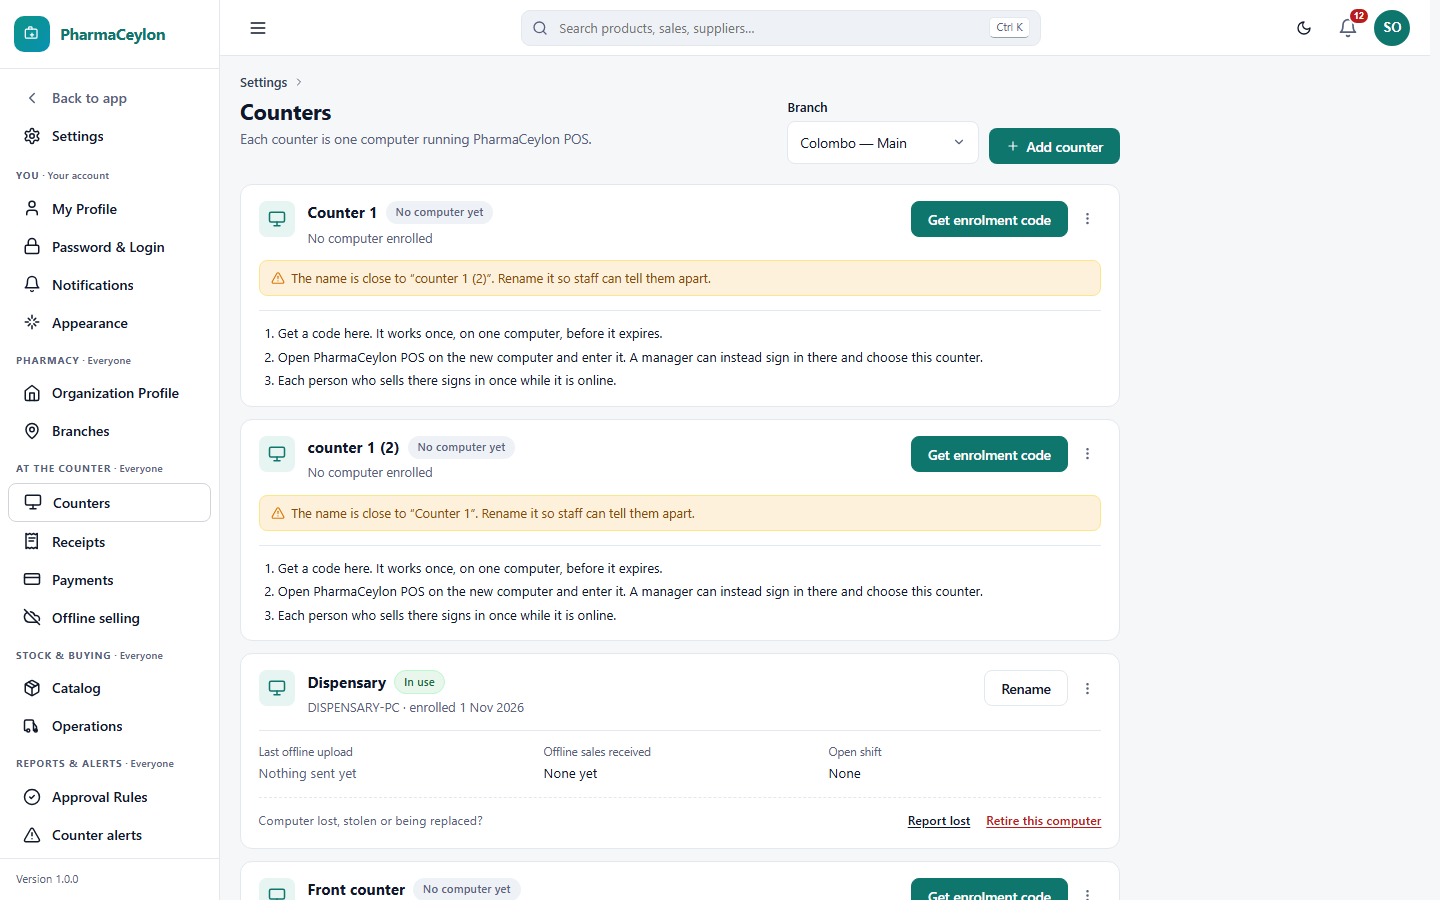 PharmaCeylon
Search products, sales, suppliers...
Ctrl K
12
SO
Back to app
Settings
YOU · Your account
My Profile
Password & Login
Notifications
Appearance
PHARMACY · Everyone
Organization Profile
Branches
AT THE COUNTER · Everyone
Counters
Receipts
Payments
Offline selling
STOCK & BUYING · Everyone
Catalog
Operations
REPORTS & ALERTS · Everyone
Approval Rules
Counter alerts
Version 1.0.0
Settings
Counters
Each counter is one computer running PharmaCeylon POS.
Branch
Colombo — Main
Add counter
Counter 1
No computer yet
No computer enrolled
Get enrolment code
The name is close to “counter 1 (2)”. Rename it so staff can tell them apart.
1. Get a code here. It works once, on one computer, before it expires.
2. Open PharmaCeylon POS on the new computer and enter it. A manager can instead sign in there and choose this counter.
3. Each person who sells there signs in once while it is online.
counter 1 (2)
No computer yet
No computer enrolled
Get enrolment code
The name is close to “Counter 1”. Rename it so staff can tell them apart.
1. Get a code here. It works once, on one computer, before it expires.
2. Open PharmaCeylon POS on the new computer and enter it. A manager can instead sign in there and choose this counter.
3. Each person who sells there signs in once while it is online.
Dispensary
In use
DISPENSARY-PC · enrolled 1 Nov 2026
Rename
Last offline upload
Nothing sent yet
Offline sales received
None yet
Open shift
None
Computer lost, stolen or being replaced?
Report lost
Retire this computer
Front counter
No computer yet
Get enrolment code